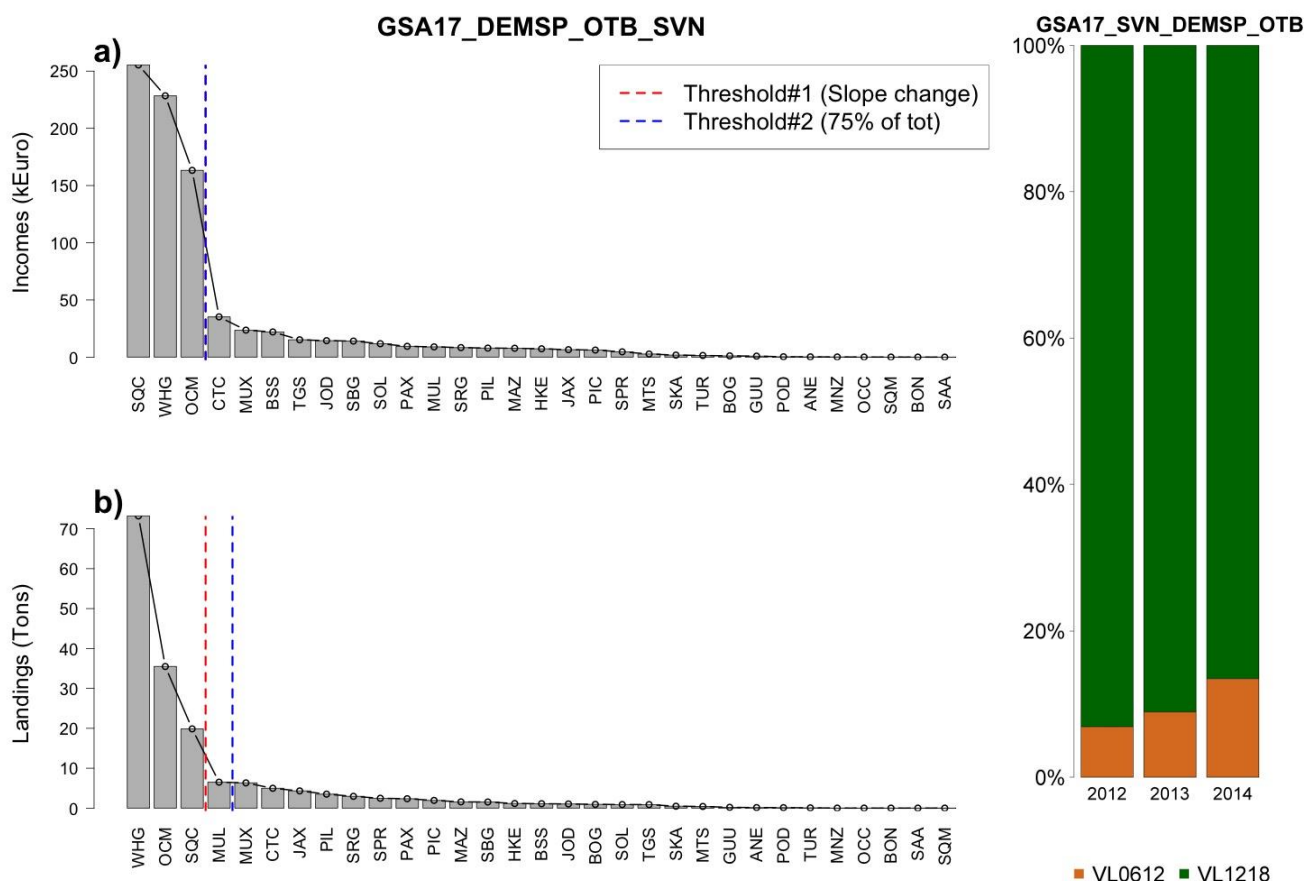 GSA17_DEMSP_OTB_SVN
a)
Incomes (kEuro)
250
200
150
100
50
0
SQC WHG OCM CTC MUX BSS TGS JOD SBG SOL PAX MUL SRG PIL MAZ HKE JAX PIC SPR MTS SKA TUR BOG GUU POD ANE MNZ OCC SQM BON SAA
Threshold#1 (Slope change)
Threshold#2 (75% of tot)
b)
Landings (Tons)
70
60
50
40
30
20
10
0
WHG OCM SQC MUL MUX CTC JAX PIL SRG SPR PAX PIC MAZ SBG HKE BSS JOD BOG SOL TGS SKA MTS GUU ANE POD TUR MNZ OCC BON SAA SQM
GSA17_SVN_DEMSP_OTB
100%
80%
60%
40%
20%
0%
2012 2013 2014
VL0612 VL1218